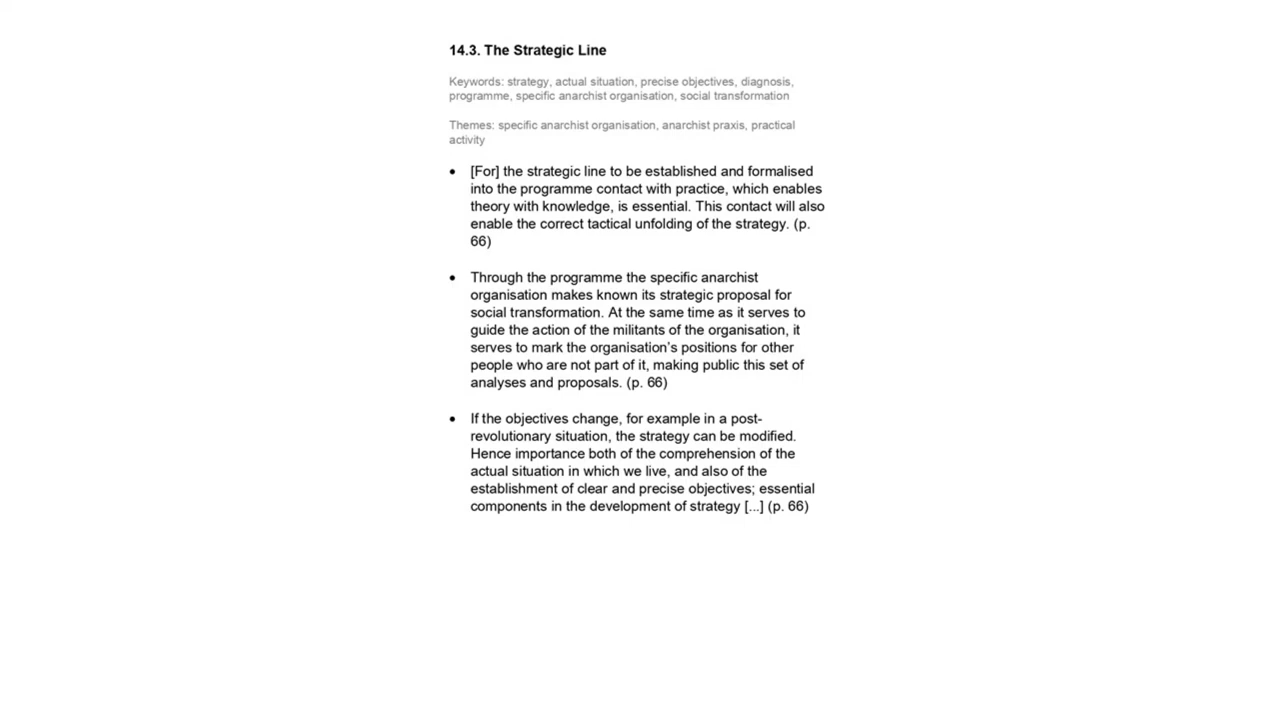 14.3. The Strategic Line
Keywords: strategy, actual situation, precise objectives, diagnosis,
programme, specific anarchist organisation, social transformation
Themes: specific anarchist organisation, anarchist praxis, practical
activity
• [For] the strategic line to be established and formalised
into the programme contact with practice, which enables
theory with knowledge, is essential. This contact will also
enable the correct tactical unfolding of the strategy. (p.
66)
• Through the programme the specific anarchist
organisation makes known its strategic proposal for
social transformation. At the same time as it serves to
guide the action of the militants of the organisation, it
serves to mark the organisation's positions for other
people who are not part of it, making public this set of
analyses and proposals. (p. 66)
• If the objectives change, for example in a post-
revolutionary situation, the strategy can be modified.
Hence importance both of the comprehension of the
actual situation in which we live, and also of the
establishment of clear and precise objectives; essential
components in the development of strategy [...] (p. 66)